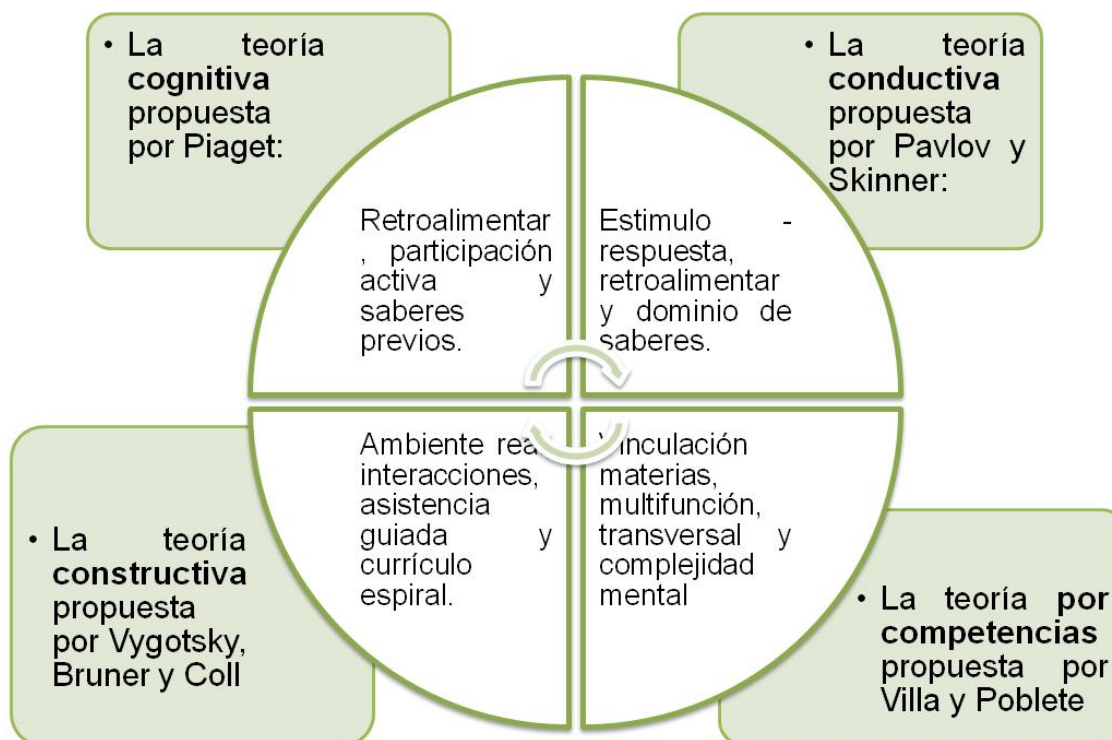 • La teoría
cognitiva
propuesta
por Piaget:
• La teoría
conductiva
propuesta
por Pavlov y
Skinner:
Retroalimentar
, participación
activa y
saberes
previos.
Estimulo -
respuesta,
retroalimentar
y dominio de
saberes.
Ambiente rea
interacciones,
asistencia
guiada y
currículo
espiral.
Vinculación
materias,
multifunción,
transversal y
complejidad
mental
• La teoría
constructiva
propuesta
por Vygotsky,
Bruner y Coll
• La teoría por
competencias
propuesta por
Villa y Poblete